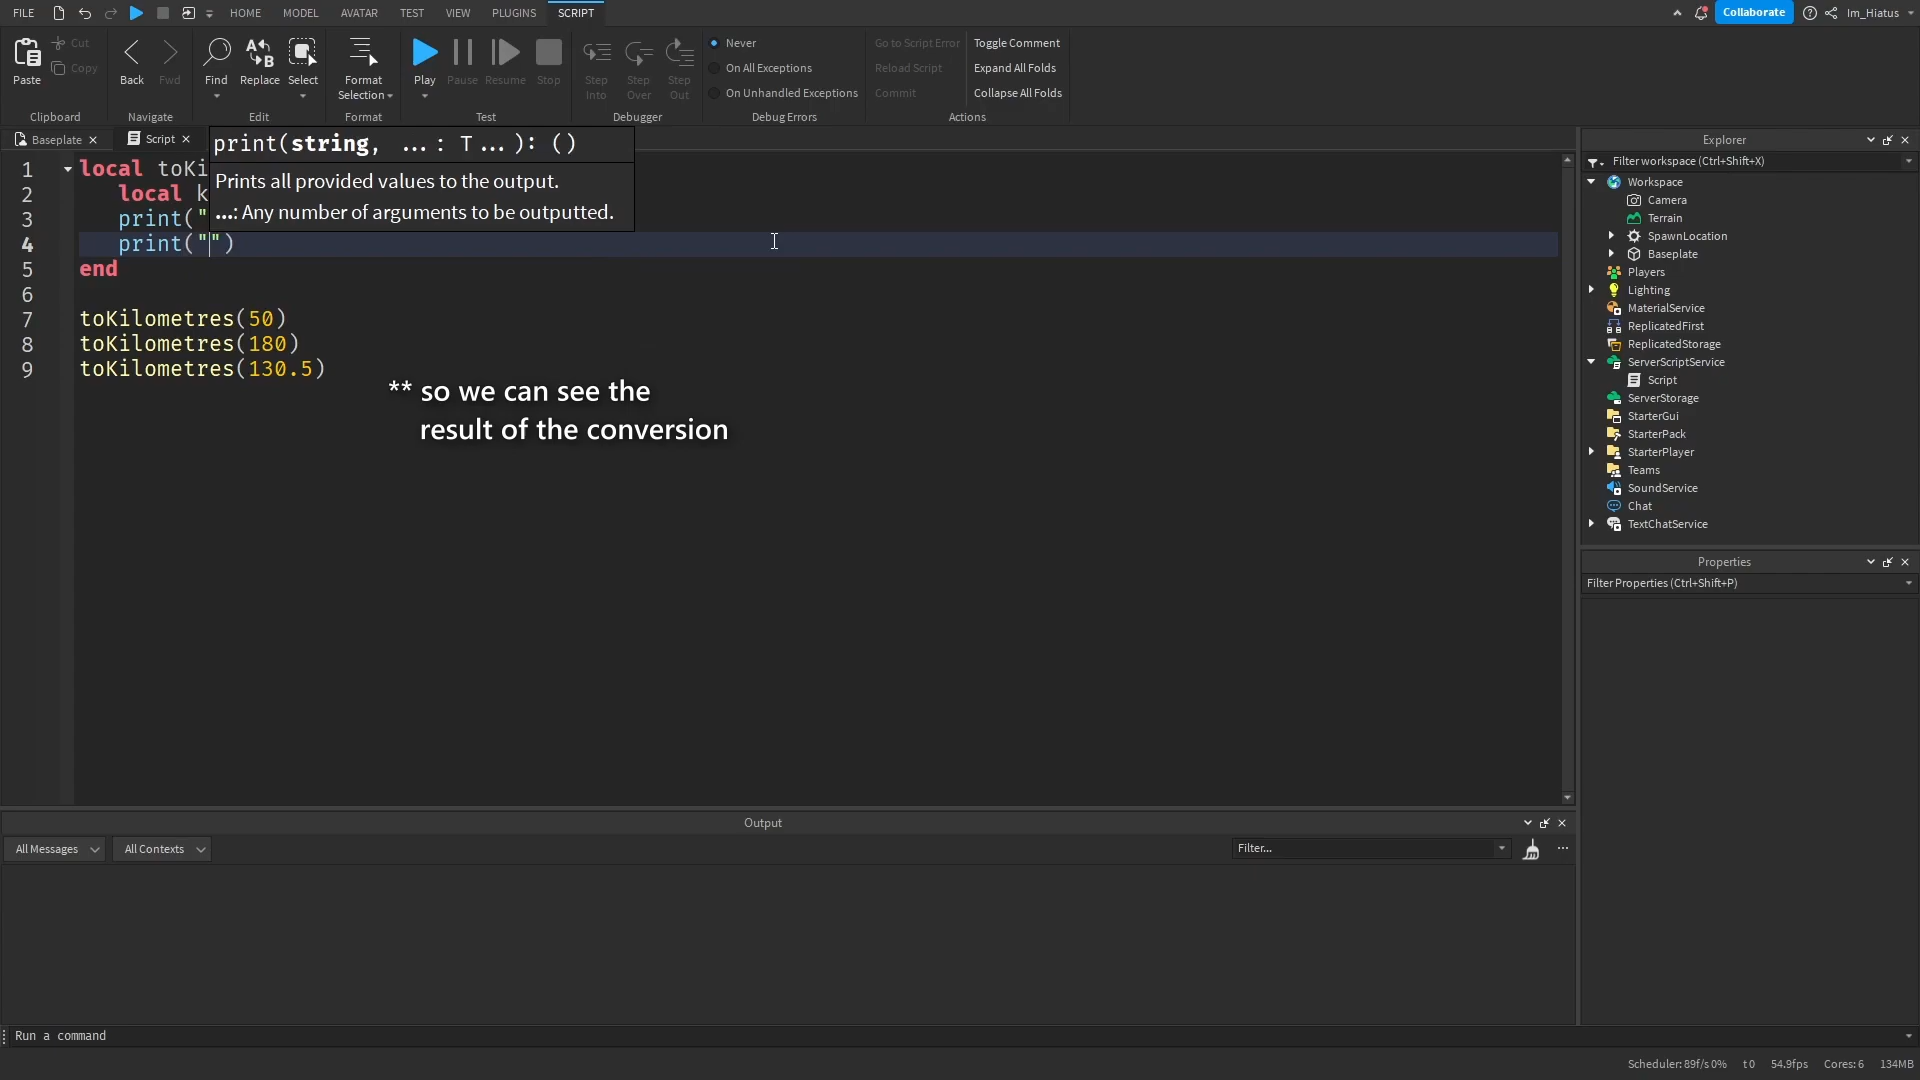 FILE HOME MODEL AVATAR TEST VIEW PLUGINS SCRIPT Collaborate Im_Hiatus
Paste Cut Copy
Clipboard
Back Fwd
Navigate
Find Replace Select
Edit
Format Selection
Format
Play Pause Resume Stop
Test
Step Into Step Over Step Out
Debugger
Never
On All Exceptions
On Unhandled Exceptions
Debug Errors
Go to Script Error
Reload Script
Commit
Toggle Comment
Expand All Folds
Collapse All Folds
Actions
Baseplate
Script
print(string, ...: T...): ()
Prints all provided values to the output.
...: Any number of arguments to be outputted.
1 local toKi
2 local k
3 print("
4 print("")
5 end
6
7 toKilometres(50)
8 toKilometres(180)
9 toKilometres(130.5)
** so we can see the
result of the conversion
Explorer
Filter workspace (Ctrl+Shift+X)
Workspace
Camera
Terrain
SpawnLocation
Baseplate
Players
Lighting
MaterialService
ReplicatedFirst
ReplicatedStorage
ServerScriptService
Script
ServerStorage
StarterGui
StarterPack
StarterPlayer
Teams
SoundService
Chat
TextChatService
Properties
Filter Properties (Ctrl+Shift+P)
Output
All Messages All Contexts Filter...
Run a command
Scheduler: 89f/s 0% t 0 54.9fps Cores: 6 134MB